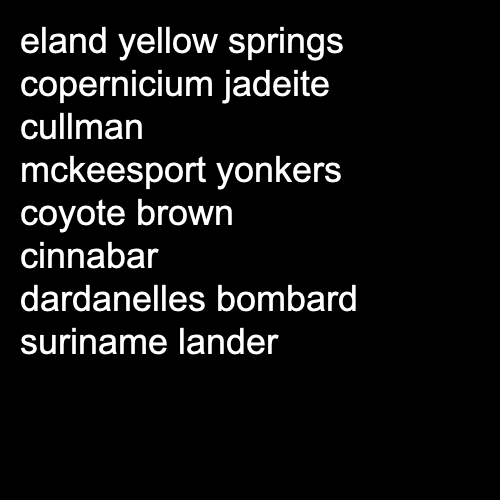 eland yellow springs
copernicium jadeite
cullman
mckeesport yonkers
coyote brown
cinnabar
dardanelles bombard
suriname lander